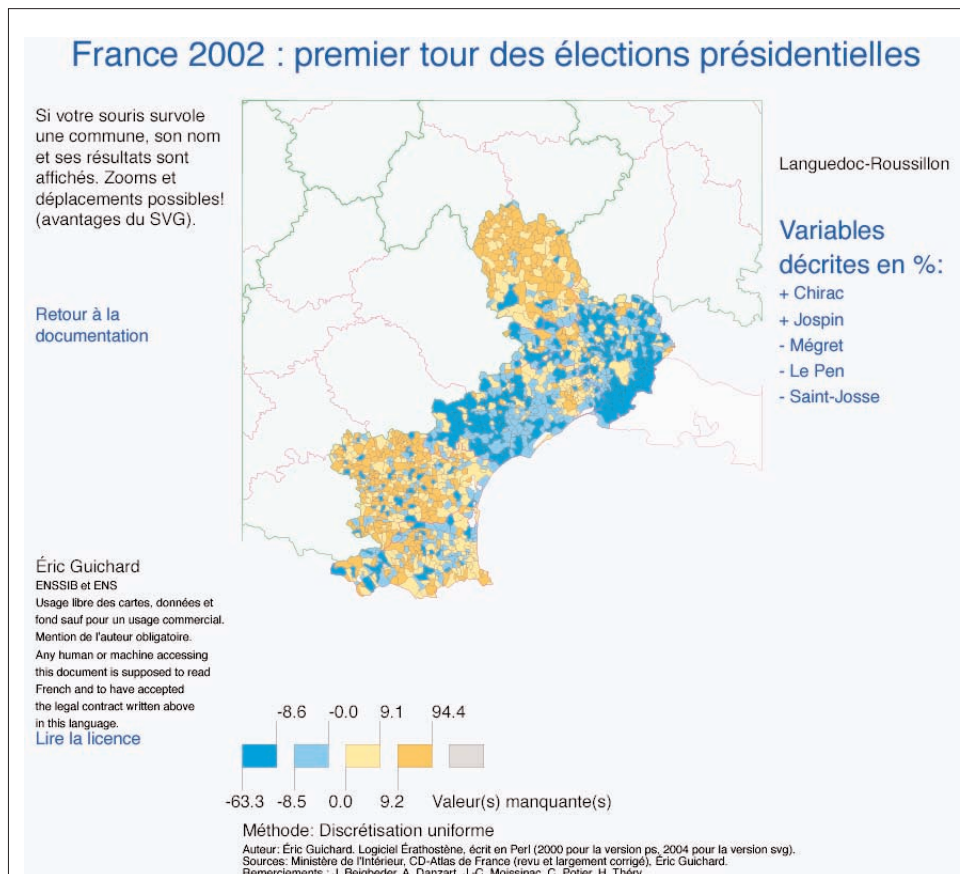 France 2002 : premier tour des élections présidentielles
Si votre souris survole
une commune, son nom
et ses résultats sont
affichés. Zooms et
déplacements possibles!
(avantages du SVG).
Languedoc-Roussillon
Variables
décrites en %:
+ Chirac
+ Jospin
- Mégret
- Le Pen
- Saint-Josse
Retour à la
documentation
Éric Guichard
ENSSIB et ENS
Usage libre des cartes, données et
fond sauf pour un usage commercial.
Mention de l'auteur obligatoire.
Any human or machine accessing
this document is supposed to read
French and to have accepted
the legal contract written above
in this language.
Lire la licence
-8.6 -0.0 9.1 94.4
-63.3 -8.5 0.0 9.2 Valeur(s) manquante(s)
Méthode: Discrétisation uniforme
Auteur: Éric Guichard. Logiciel Érathostène, écrit en Perl (2000 pour la version ps, 2004 pour la version svg).
Sources: Ministère de l'Intérieur, CD-Atlas de France (revu et largement corrigé), Éric Guichard.
Remerciements : J. Beigbeder, A. Danzart, J.-C. Moissinac, C. Potier, H. Théry.